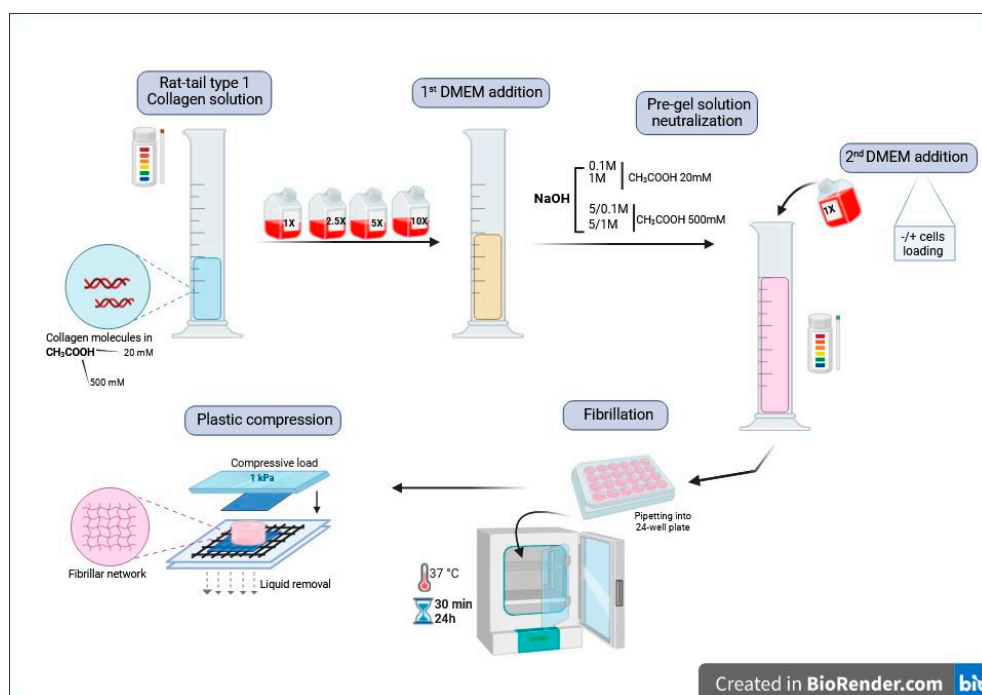 Rat-tail type 1
Collagen solution
1st DMEM addition
Pre-gel solution
neutralization
2nd DMEM addition
-/+ cells
loading
1X
2.5X
5X
10X
NaOH
0.1M
1M
CH₃COOH 20mM
5/0.1M
5/1M
CH₃COOH 500mM
1X
Collagen molecules in
CH₃COOH
20 mM
500 mM
Plastic compression
Fibrillation
Compressive load
1 kPa
Fibrillar network
Liquid removal
Pipetting into
24-well plate
37 °C
30 min
24h
Created in BioRender.com
bio